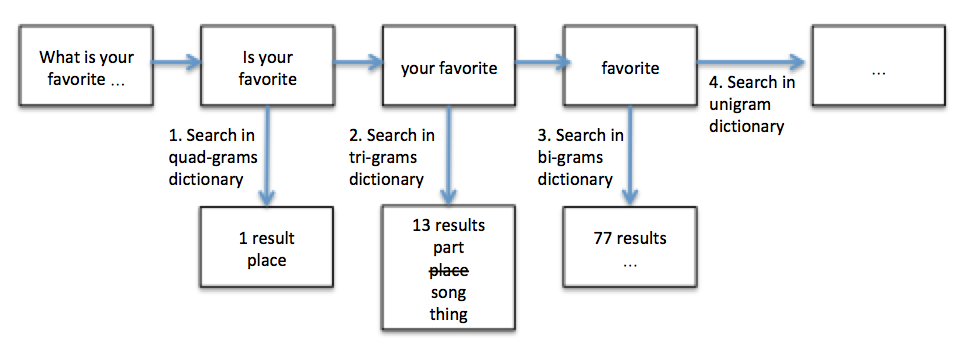 What is your
favorite ...
Is your
favorite
your favorite
favorite
...
1. Search in
quad-grams
dictionary
2. Search in
tri-grams
dictionary
3. Search in
bi-grams
dictionary
4. Search in
unigram
dictionary
1 result
place
13 results
part
place
song
thing
77 results
...